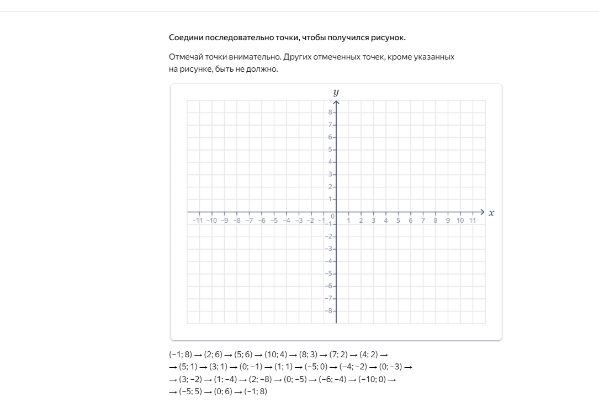 Соедини последовательно точки, чтобы получился рисунок.
Отмечай точки внимательно. Других отмеченных точек, кроме указанных
на рисунке, быть не должно.
y
8
7
6
5
4
3
2
1
-11 -10 -9 -8 -7 -6 -5 -4 -3 -2 -1 0 1 2 3 4 5 6 7 8 9 10 11 x
-1
-2
-3
-4
-5
-6
-7
-8
(−1; 8) → (2; 6) → (5; 6) → (10; 4) → (8; 3) → (7; 2) → (4; 2) →
→ (5; 1) → (3; 1) → (0; −1) → (1; 1) → (−5; 0) → (−4; −2) → (0; −3) →
→ (3; −2) → (1; −4) → (2; −8) → (0; −5) → (−6; −4) → (−10; 0) →
→ (−5; 5) → (0; 6) → (−1; 8)